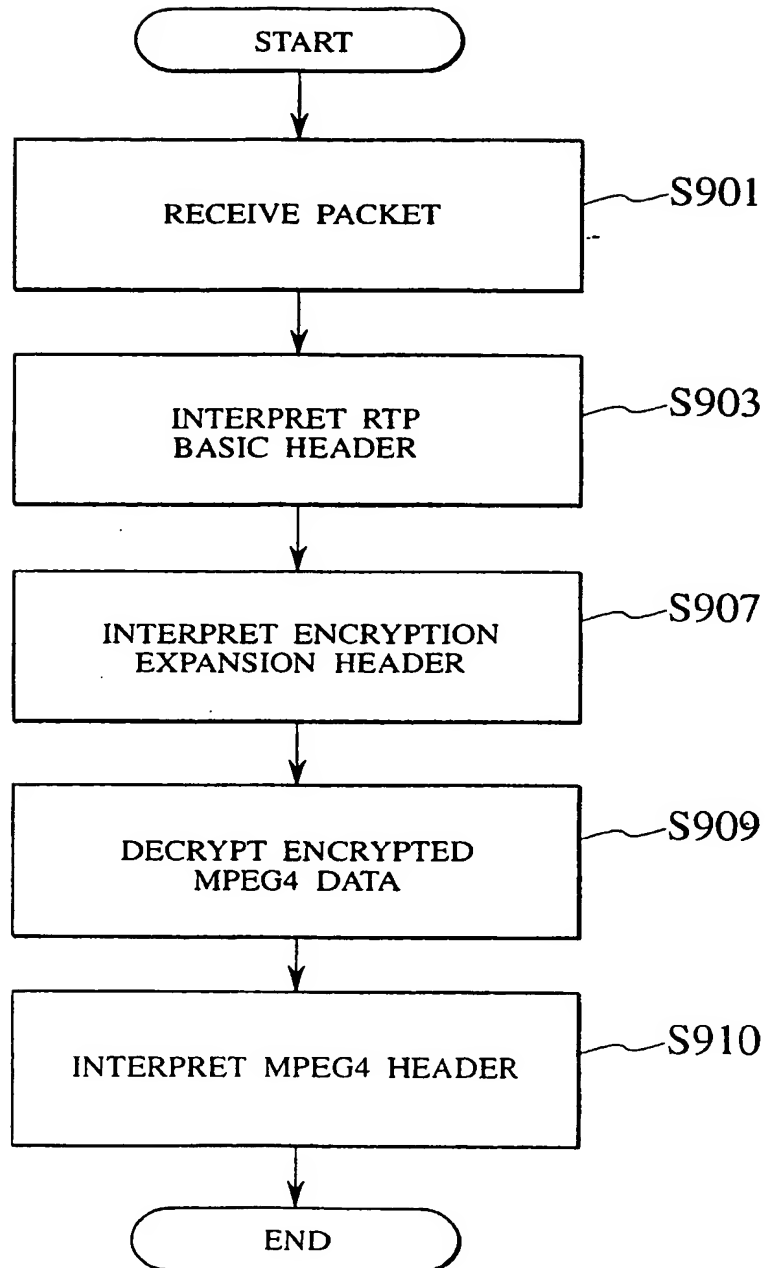 START
RECEIVE PACKET
S901
INTERPRET RTP
BASIC HEADER
S903
INTERPRET ENCRYPTION
EXPANSION HEADER
S907
DECRYPT ENCRYPTED
MPEG4 DATA
S909
INTERPRET MPEG4 HEADER
S910
END